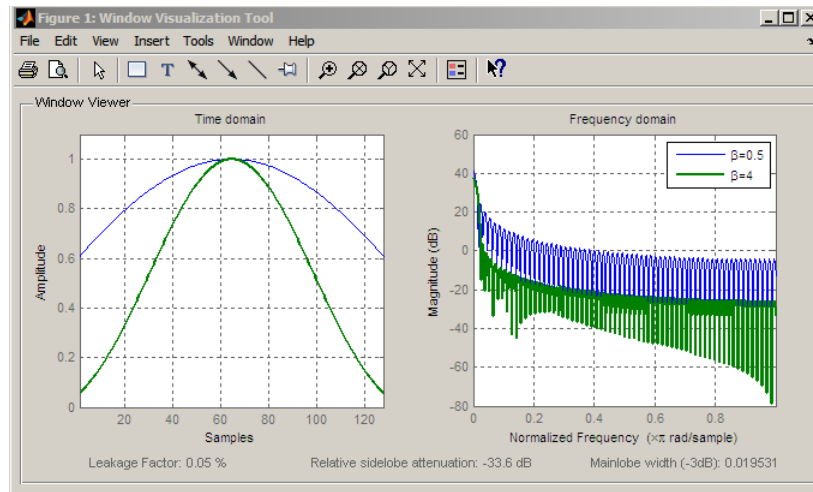 Figure 1: Window Visualization Tool
File Edit View Insert Tools Window Help
Window Viewer
Time domain
Amplitude
1
0.8
0.6
0.4
0.2
0
20 40 60 80 100 120
Samples
Frequency domain
Magnitude (dB)
60
40
20
0
-20
-40
-60
-80
0 0.2 0.4 0.6 0.8
Normalized Frequency (×π rad/sample)
β=0.5
β=4
Leakage Factor: 0.05 % Relative sidelobe attenuation: -33.6 dB Mainlobe width (-3dB): 0.019531